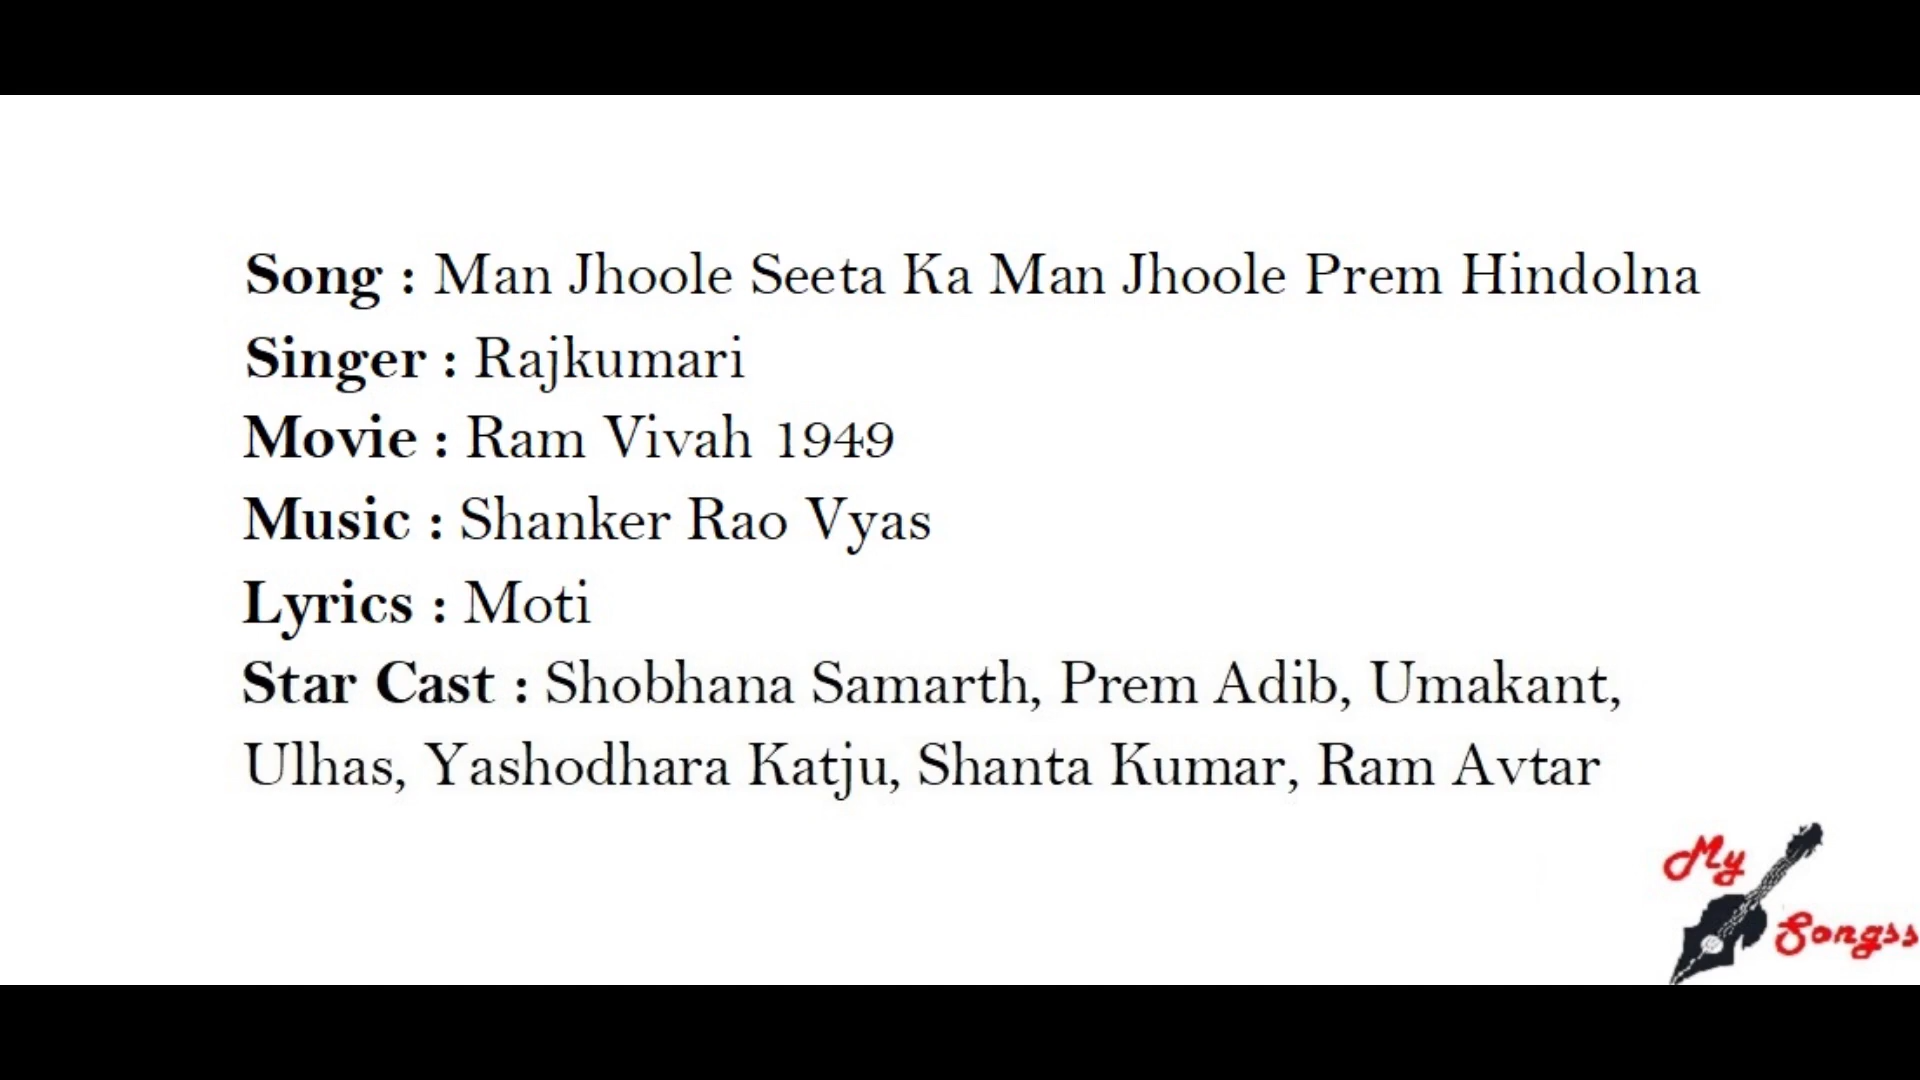 Song : Man Jhoole Seeta Ka Man Jhoole Prem Hindolna
Singer : Rajkumari
Movie : Ram Vivah 1949
Music : Shanker Rao Vyas
Lyrics : Moti
Star Cast : Shobhana Samarth, Prem Adib, Umakant,
Ulhas, Yashodhara Katju, Shanta Kumar, Ram Avtar
My
Songss